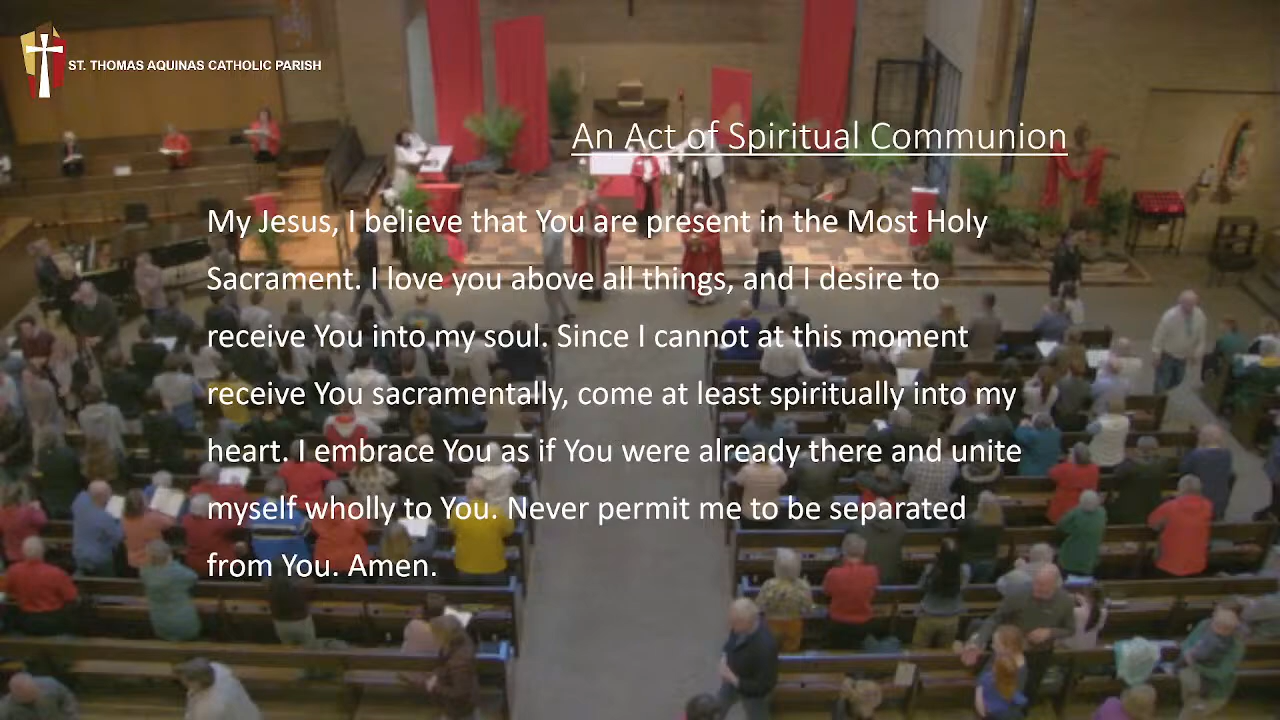 ST. THOMAS AQUINAS CATHOLIC PARISH
An Act of Spiritual Communion
My Jesus, I believe that You are present in the Most Holy
Sacrament. I love you above all things, and I desire to
receive You into my soul. Since I cannot at this moment
receive You sacramentally, come at least spiritually into my
heart. I embrace You as if You were already there and unite
myself wholly to You. Never permit me to be separated
from You. Amen.